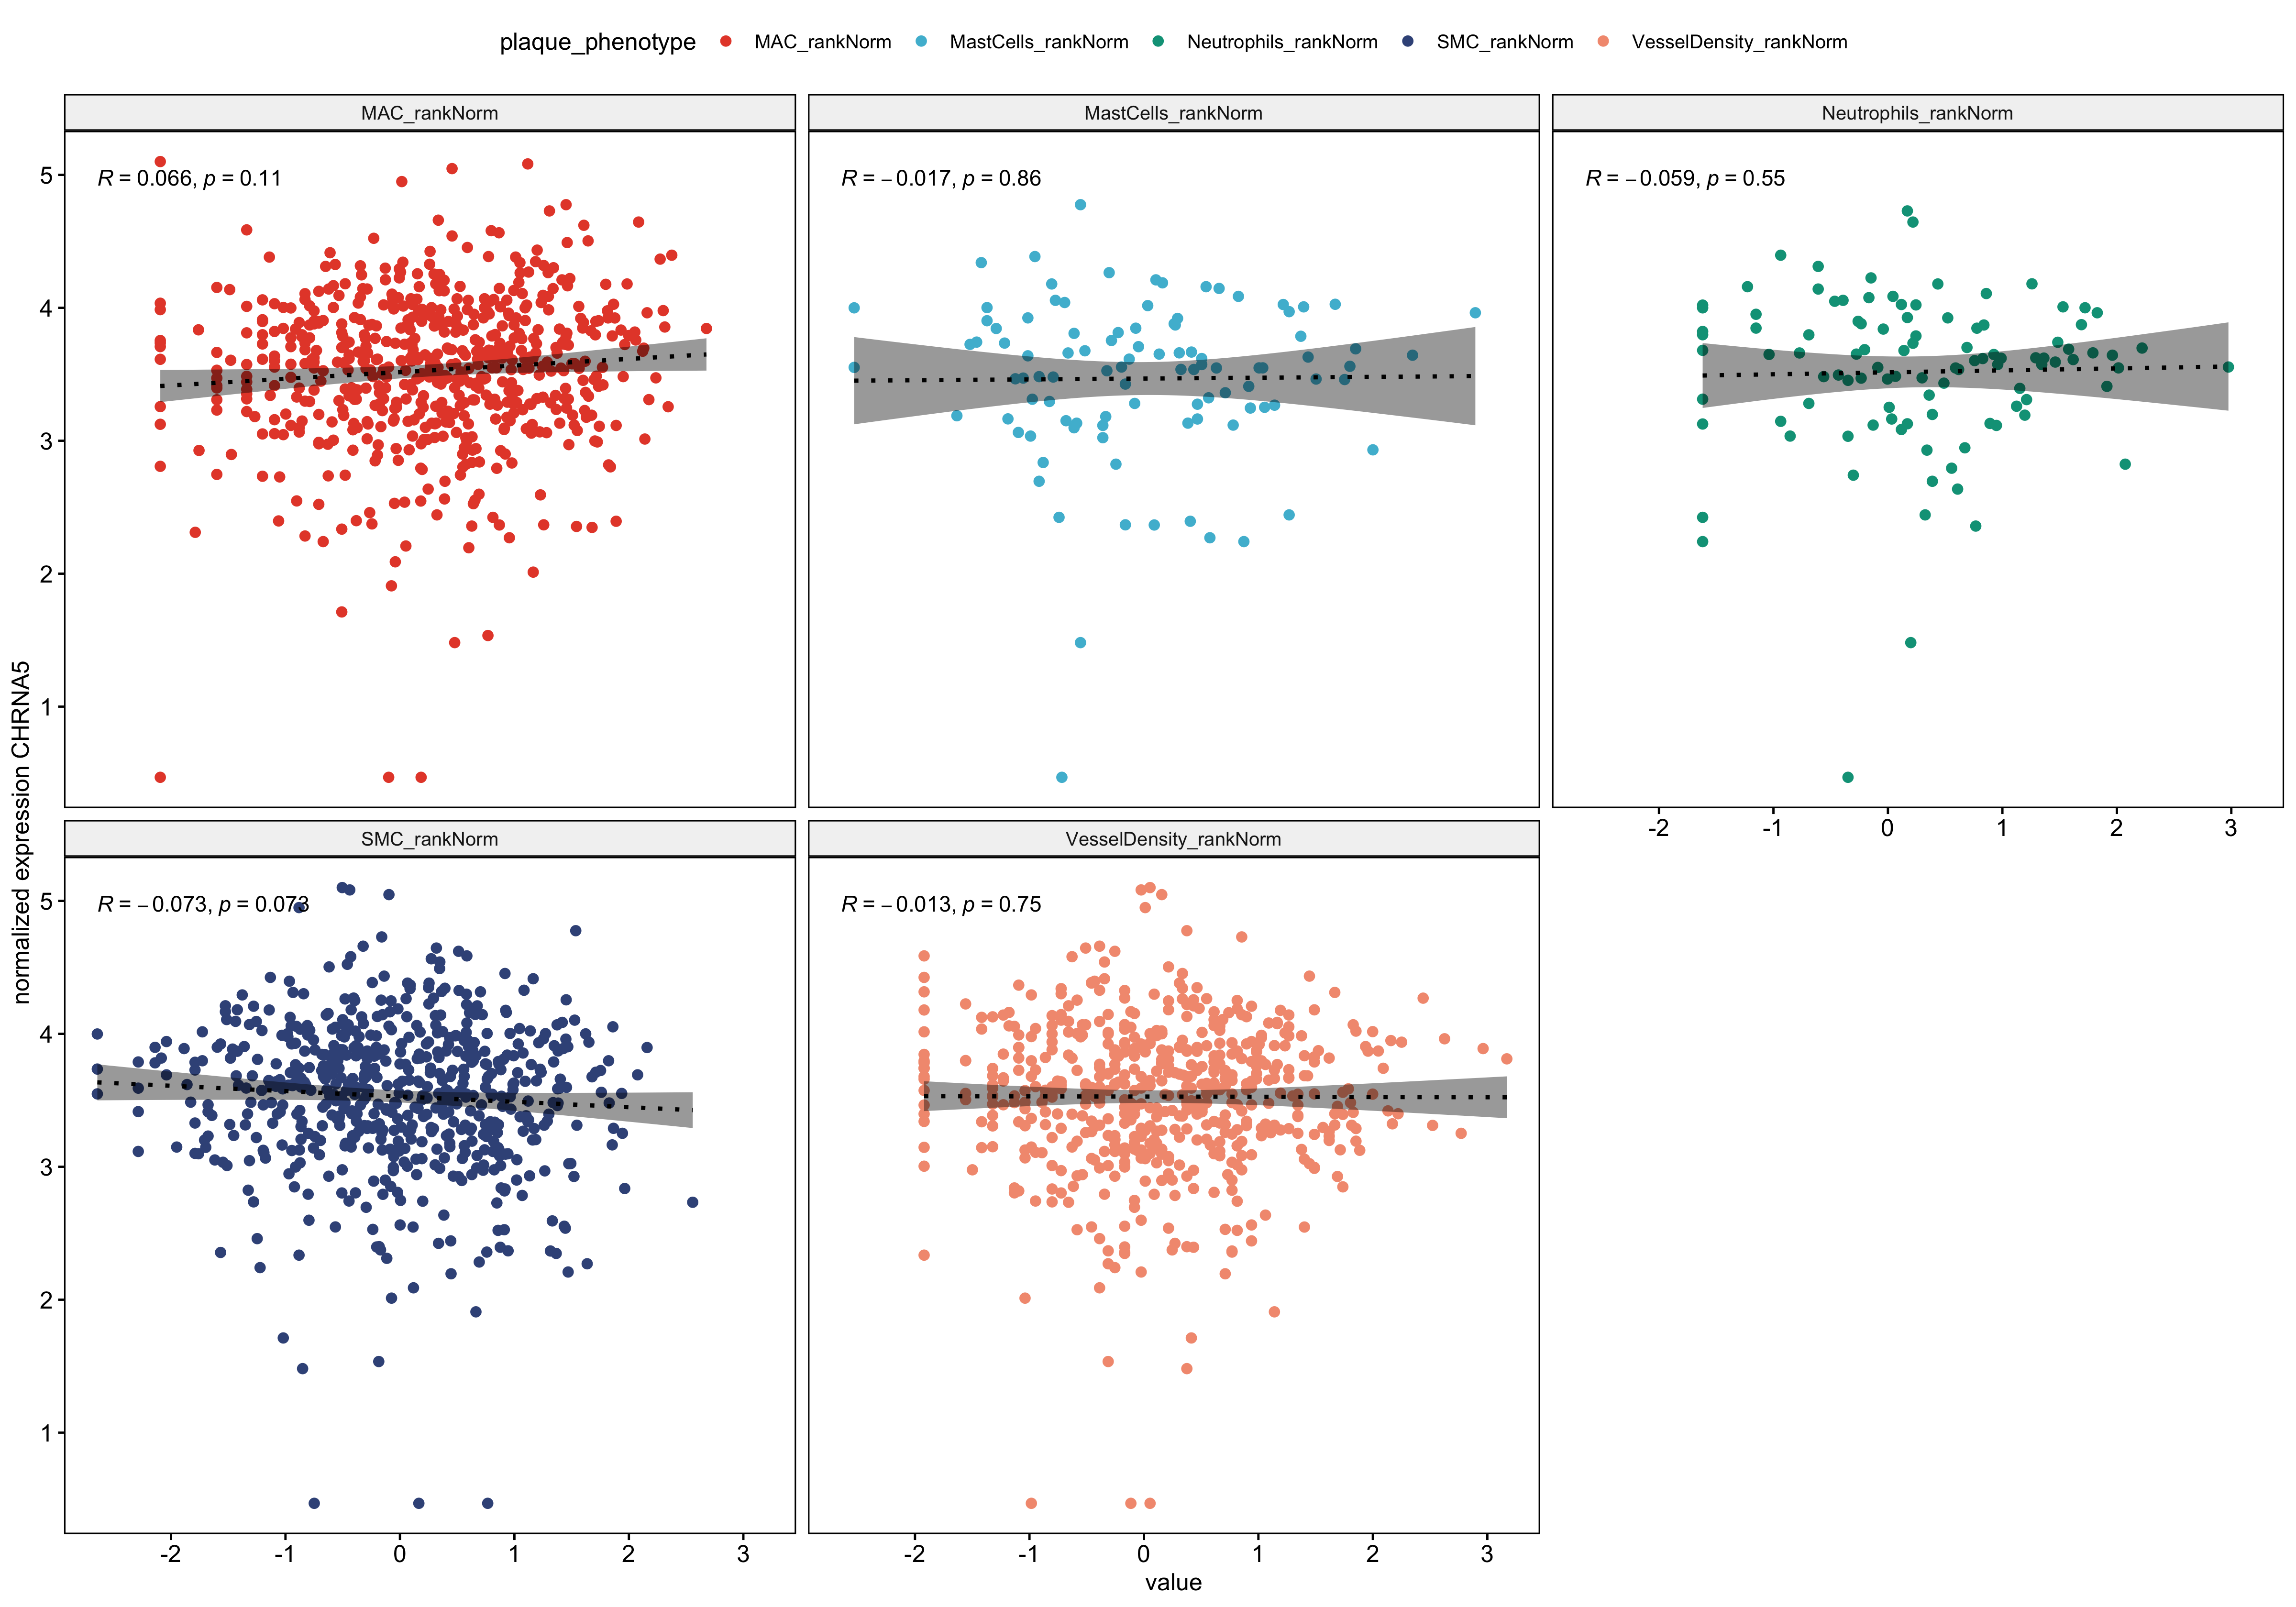 plaque_phenotype MAC_rankNorm MastCells_rankNorm Neutrophils_rankNorm SMC_rankNorm VesselDensity_rankNorm
MAC_rankNorm
MastCells_rankNorm
Neutrophils_rankNorm
R = 0.066, p = 0.11
R = −0.017, p = 0.86
R = −0.059, p = 0.55
5
4
3
2
1
-2 -1 0 1 2 3
normalized expression CHRNA5
SMC_rankNorm
VesselDensity_rankNorm
R = −0.073, p = 0.073
R = −0.013, p = 0.75
5
4
3
2
1
-2 -1 0 1 2 3
-2 -1 0 1 2 3
value